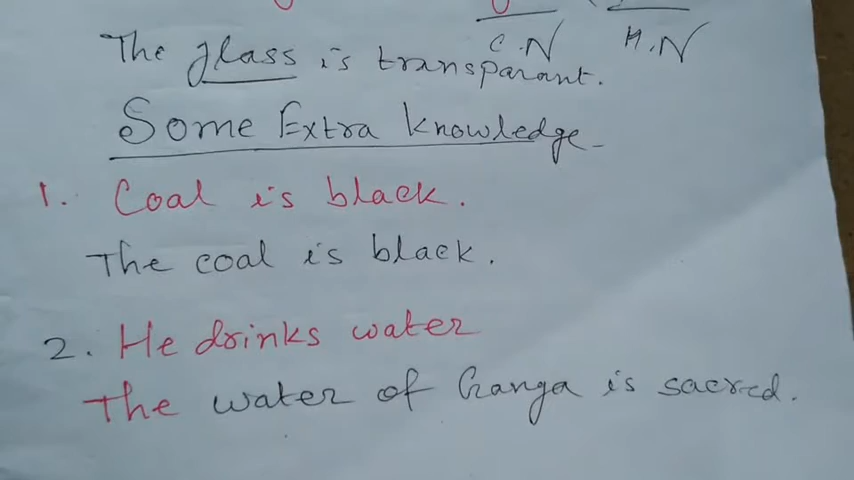 C.N M.N
The glass is transparant.
Some Extra knowledge-
1. Coal is black.
The coal is black.
2. He drinks water
The water of Ganga is sacred.